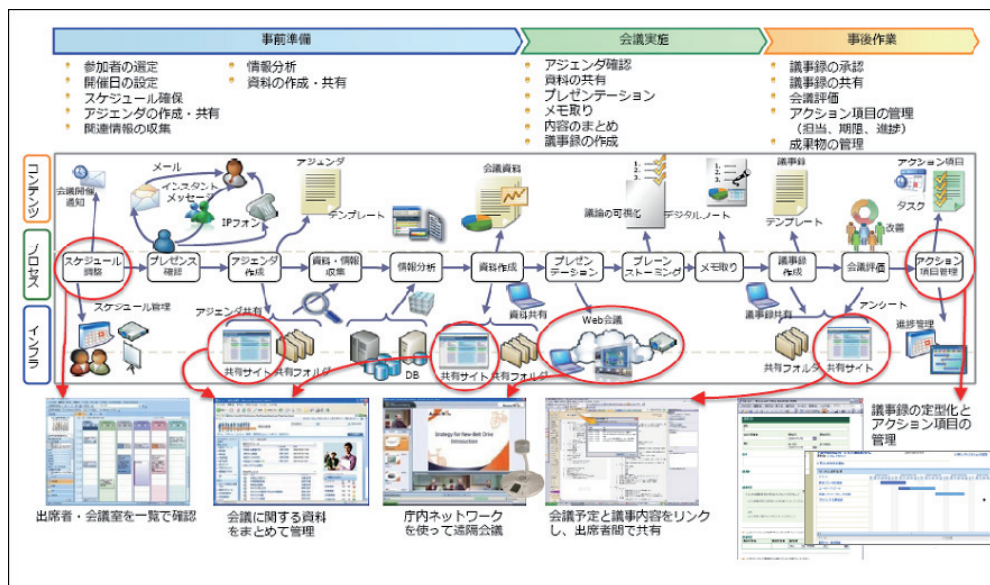 事前準備
会議実施
事後作業
参加者の選定
開催日の設定
スケジュール確保
アジェンダの作成・共有
関連情報の収集
情報分析
資料の作成・共有
アジェンダ確認
資料の共有
プレゼンテーション
メモ取り
内容のまとめ
議事録の作成
議事録の承認
議事録の共有
会議評価
アクション項目の管理
（担当、期限、進捗）
成果物の管理
コンテンツ
会議開催
通知
メール
インスタント
メッセージ
IPフォン
アジェンダ
テンプレート
会議資料
議論の可視化
デジタルノート
議事録
テンプレート
改善
アクション項目
タスク
プロセス
スケジュール
調整
プレゼンス
確認
アジェンダ
作成
資料・情報
収集
情報分析
資料作成
プレゼン
テーション
ブレーン
ストーミング
メモ取り
議事録
作成
会議評価
アクション
項目管理
インフラ
スケジュール管理
アジェンダ共有
共有サイト
共有フォルダ
DB
資料共有
共有サイト
共有フォルダ
Web会議
議事録共有
アンケート
共有フォルダ
共有サイト
進捗管理
Strategy for New-Belt Drive
Introduction
議事録の定型化と
アクション項目の
管理
出席者・会議室を一覧で確認
会議に関する資料
をまとめて管理
庁内ネットワーク
を使って遠隔会議
会議予定と議事内容をリンク
し、出席者間で共有